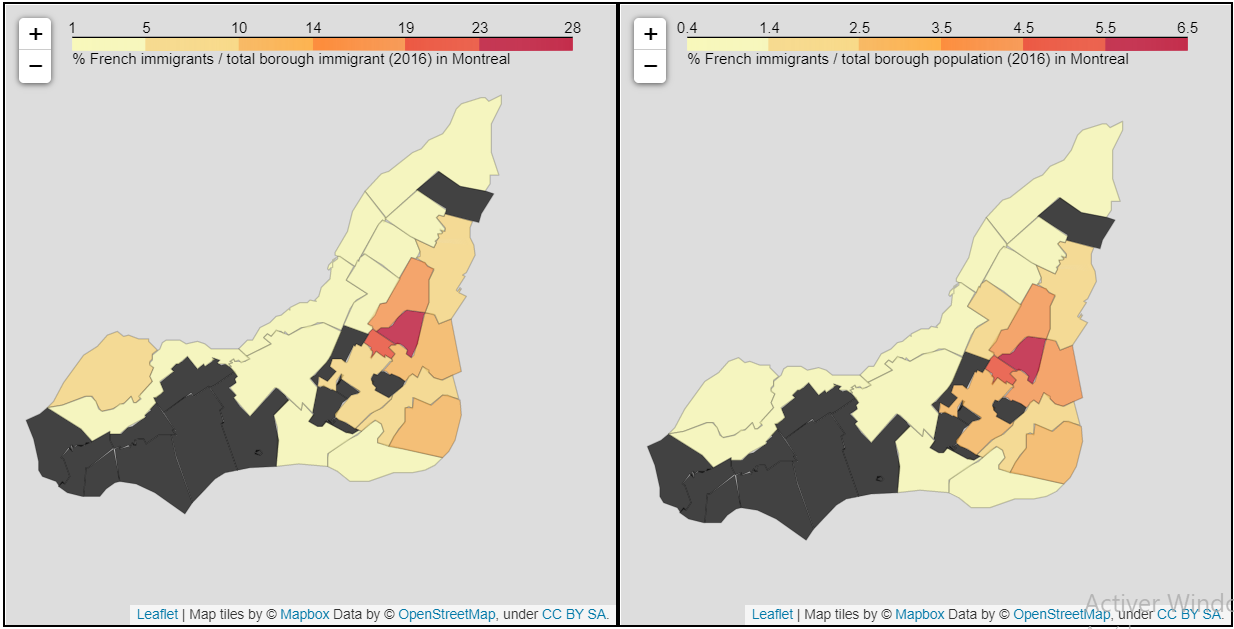 +
−
1 5 10 14 19 23 28
% French immigrants / total borough immigrant (2016) in Montreal
Leaflet | Map tiles by © Mapbox Data by © OpenStreetMap, under CC BY SA.
+
−
0.4 1.4 2.5 3.5 4.5 5.5 6.5
% French immigrants / total borough population (2016) in Montreal
Activer Windo
Leaflet | Map tiles by © Mapbox Data by © OpenStreetMap, under CC BY SA.